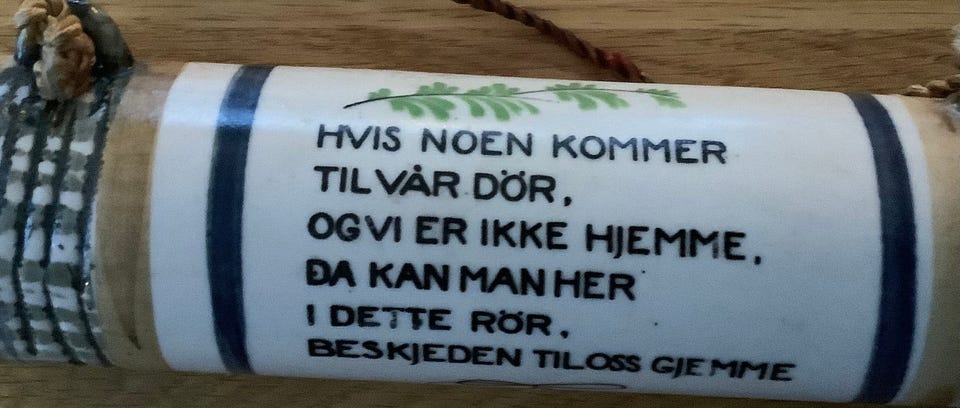 HVIS NOEN KOMMER
TIL VÅR DÖR,
OG VI ER IKKE HJEMME,
DA KAN MAN HER
I DETTE RÖR,
BESKJEDEN TIL OSS GJEMME